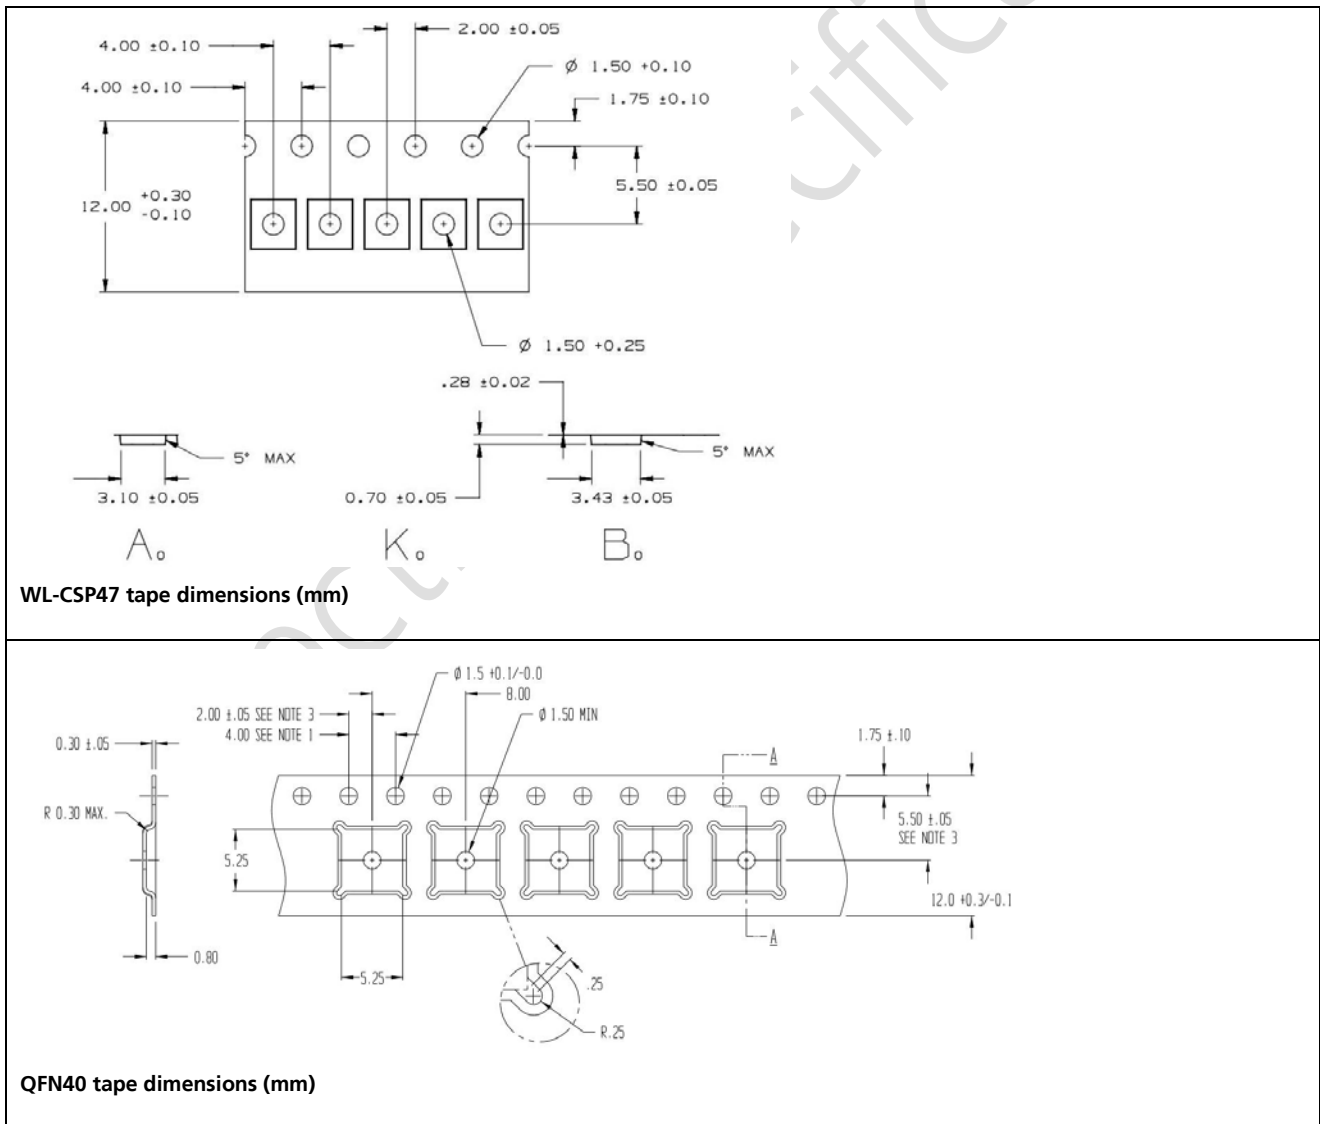 2.00 ±0.05
4.00 ±0.10
Ø 1.50 +0.10
4.00 ±0.10
1.75 ±0.10
5.50 ±0.05
12.00 +0.30 -0.10
Ø 1.50 +0.25
.28 ±0.02
5° MAX
5° MAX
3.10 ±0.05
0.70 ±0.05
3.43 ±0.05
A₀
K₀
B₀
WL-CSP47 tape dimensions (mm)
Ø 1.5 +0.1/-0.0
8.00
2.00 ±.05 SEE NOTE 3
Ø 1.50 MIN
4.00 SEE NOTE 1
0.30 ±.05
1.75 ±.10
A
R 0.30 MAX.
5.50 ±.05
SEE NOTE 3
5.25
12.0 +0.3/-0.1
A
0.80
5.25
.25
R.25
QFN40 tape dimensions (mm)